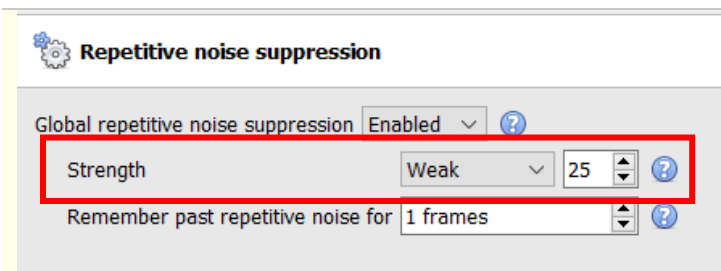 Repetitive noise suppression
Global repetitive noise suppression Enabled
Strength Weak 25
Remember past repetitive noise for 1 frames